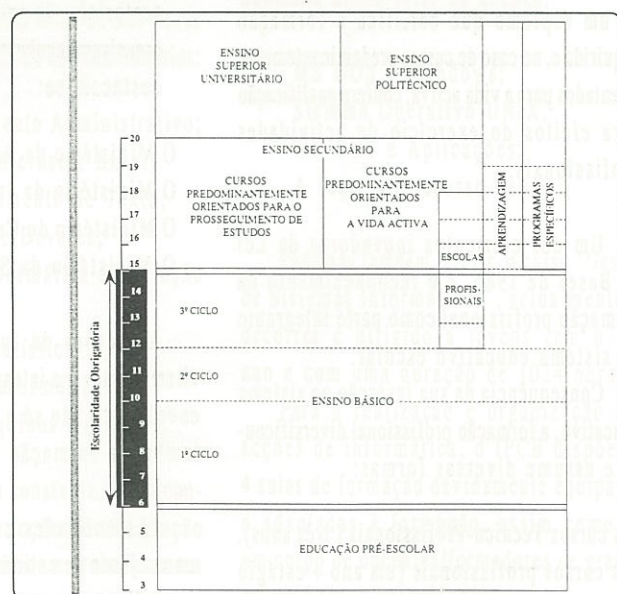 ENSINO
SUPERIOR
UNIVERSITÁRIO
ENSINO
SUPERIOR
POLITÉCNICO
ENSINO SECUNDÁRIO
CURSOS
PREDOMINANTEMENTE
ORIENTADOS PARA O
PROSSEGUIMENTO DE
ESTUDOS
CURSOS
PREDOMINANTEMENTE
ORIENTADOS
PARA
A VIDA ACTIVA
ESCOLAS
PROFIS-
SIONAIS
APRENDIZAGEM
PROGRAMAS
ESPECÍFICOS
20
19
18
17
16
15
14
13
12
11
10
9
8
7
6
5
4
3
Escolaridade Obrigatória
3º CICLO
2º CICLO
ENSINO BÁSICO
1º CICLO
EDUCAÇÃO PRÉ-ESCOLAR